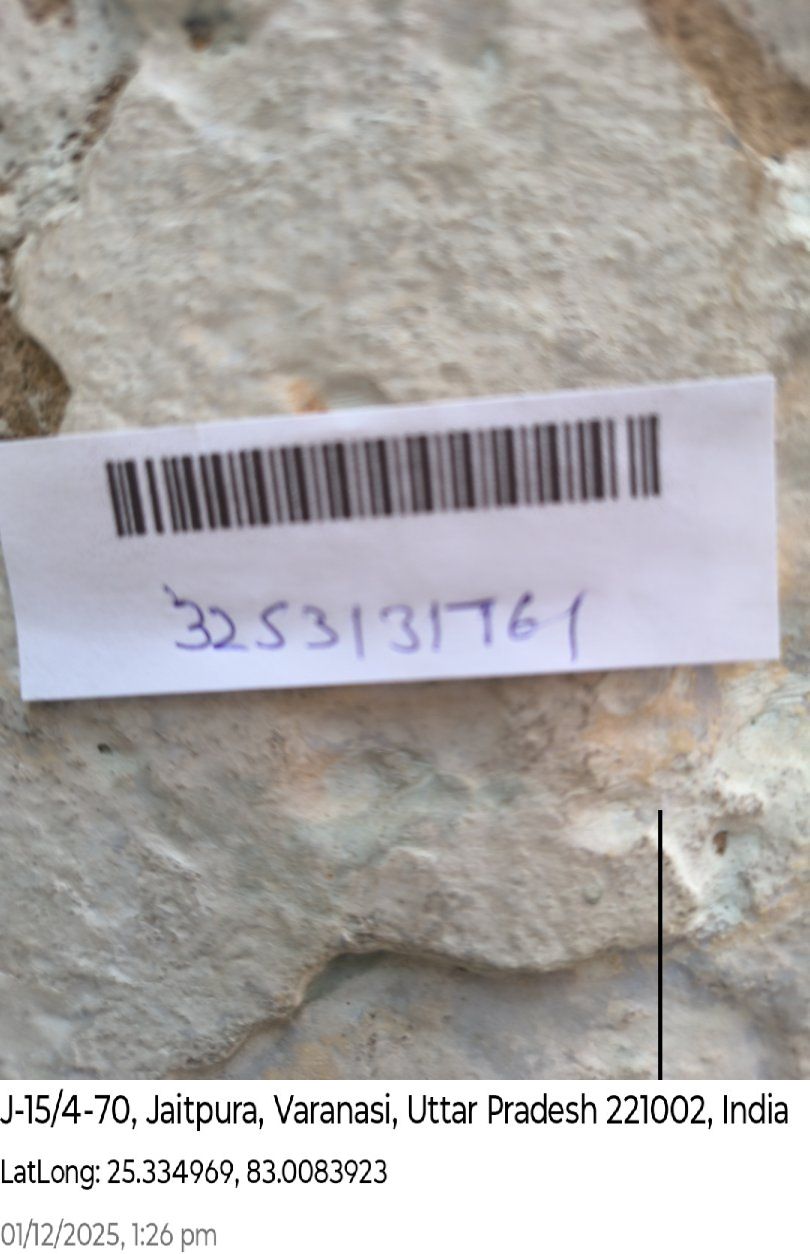 3253131761
J-15/4-70, Jaitpura, Varanasi, Uttar Pradesh 221002, India
LatLong: 25.334969, 83.0083923
01/12/2025, 1:26 pm